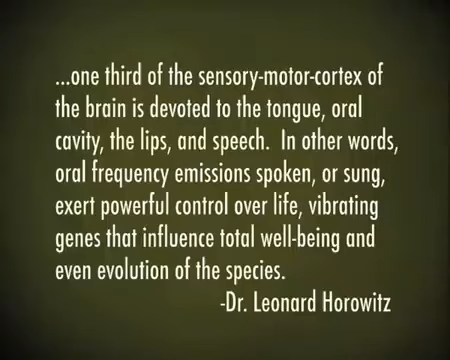 ...one third of the sensory-motor-cortex of
the brain is devoted to the tongue, oral
cavity, the lips, and speech.  In other words,
oral frequency emissions spoken, or sung,
exert powerful control over life, vibrating
genes that influence total well-being and
even evolution of the species.
-Dr. Leonard Horowitz